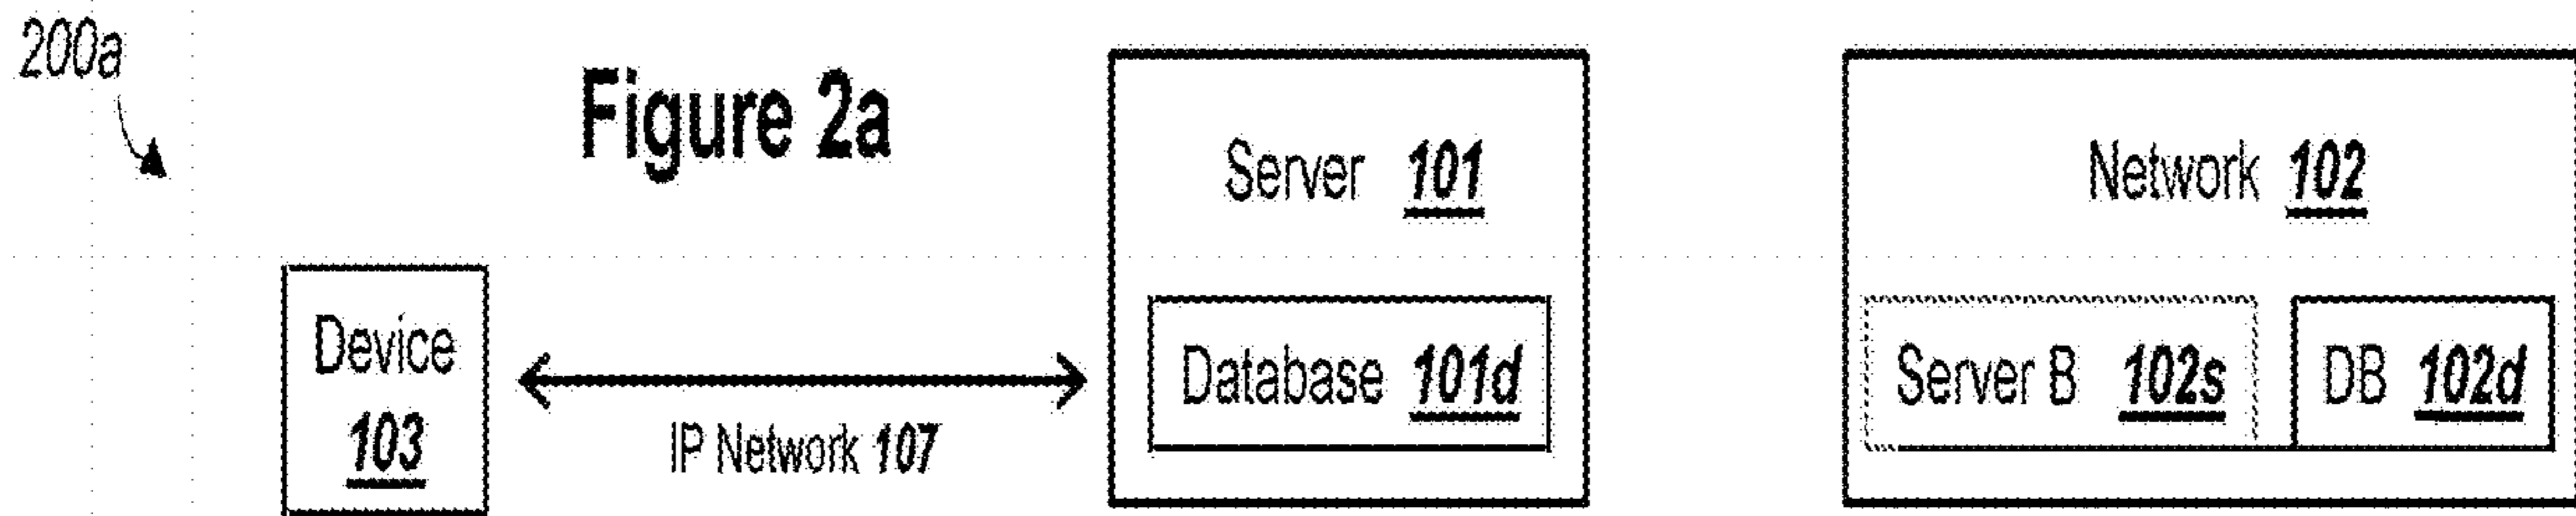 200a
Figure 2a
Server 101
Network 102
Device
103
Database 101d
Server B 102s
DB 102d
IP Network 107